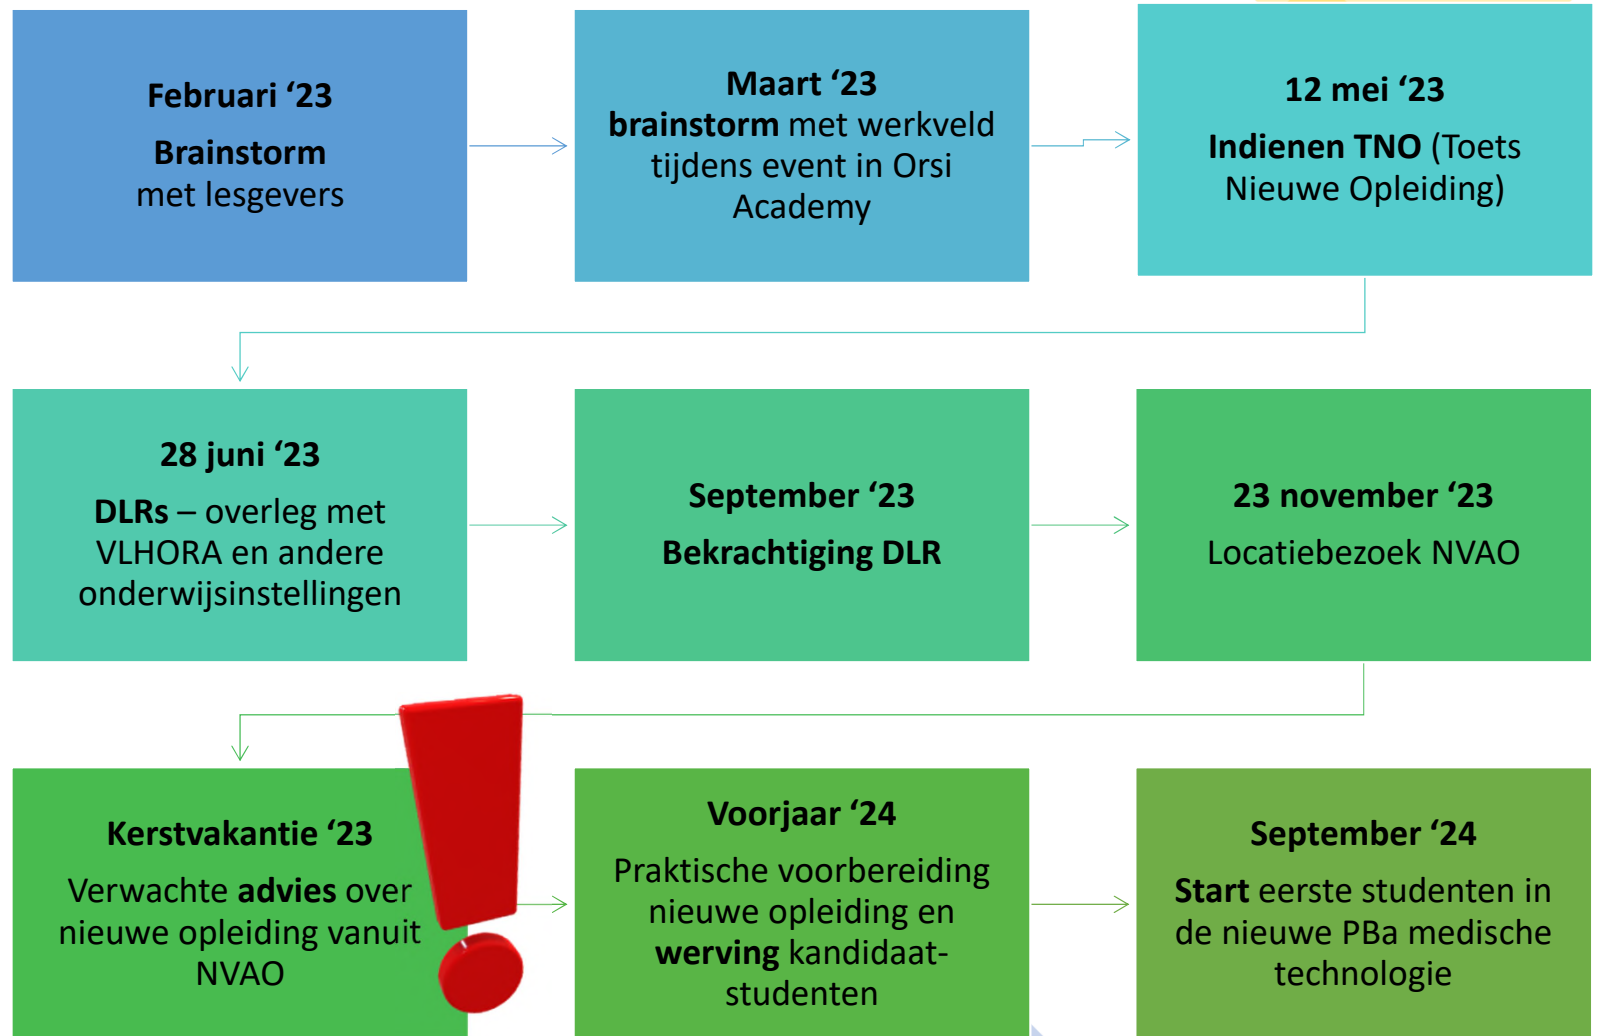 Februari ‘23
Brainstorm
met lesgevers
Maart ‘23
brainstorm met werkveld
tijdens event in Orsi
Academy
12 mei ‘23
Indienen TNO (Toets
Nieuwe Opleiding)
28 juni ‘23
DLRs – overleg met
VLHORA en andere
onderwijsinstellingen
September ‘23
Bekrachtiging DLR
23 november ‘23
Locatiebezoek NVAO
Kerstvakantie ‘23
Verwachte advies over
nieuwe opleiding vanuit
NVAO
Voorjaar ‘24
Praktische voorbereiding
nieuwe opleiding en
werving kandidaat-
studenten
September ‘24
Start eerste studenten in
de nieuwe PBa medische
technologie